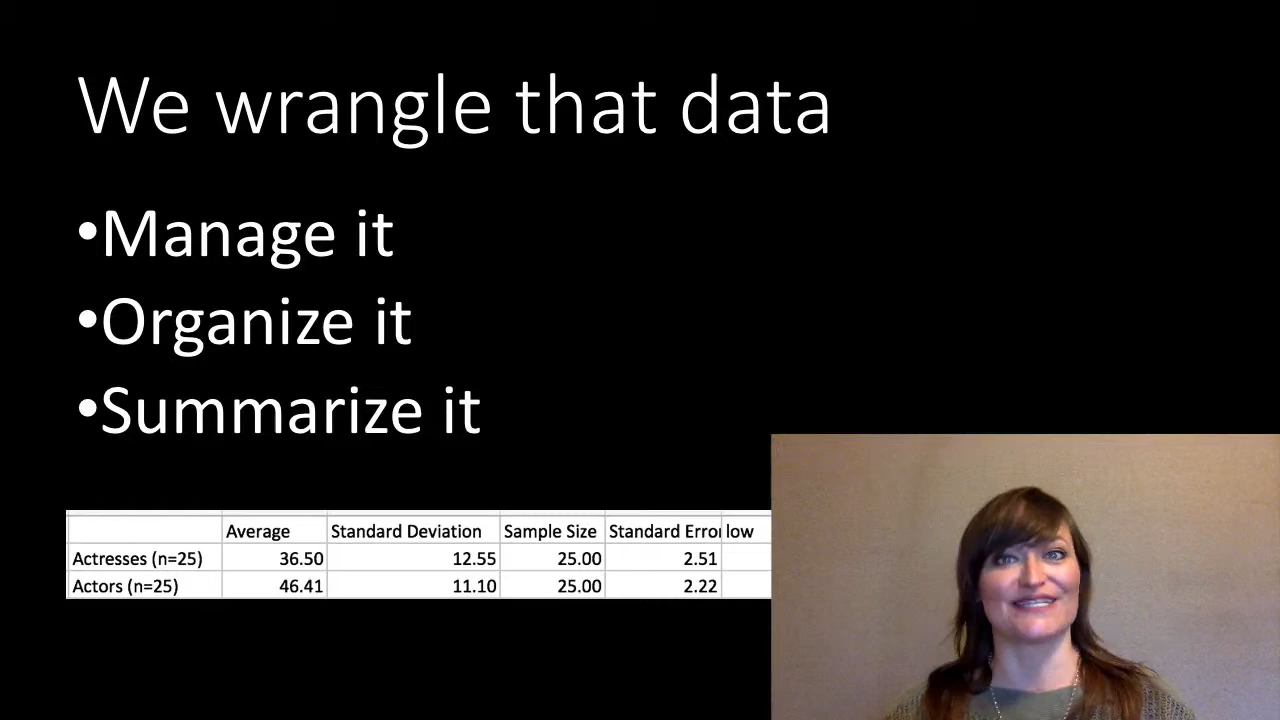 We wrangle that data
•Manage it
•Organize it
•Summarize it
Average Standard Deviation Sample Size Standard Erro low
Actresses (n=25) 36.50 12.55 25.00 2.51
Actors (n=25) 46.41 11.10 25.00 2.22